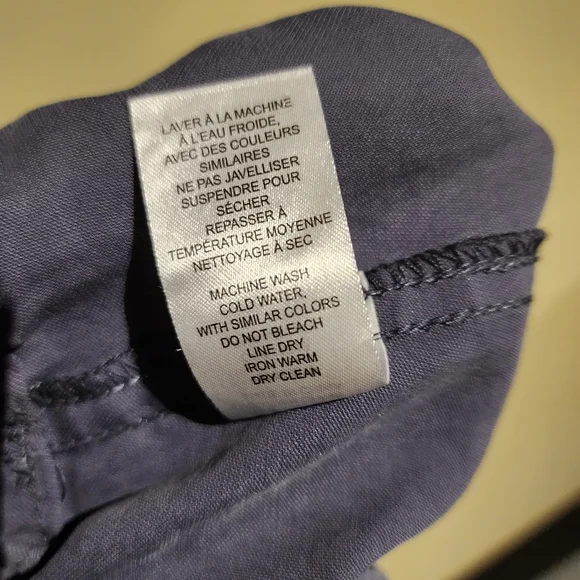 LAVER À LA MACHINE
À L'EAU FROIDE,
AVEC DES COULEURS
SIMILAIRES
NE PAS JAVELLISER
SUSPENDRE POUR
SÉCHER
REPASSER À
TEMPÉRATURE MOYENNE
NETTOYAGE À SEC
MACHINE WASH
COLD WATER,
WITH SIMILAR COLORS
DO NOT BLEACH
LINE DRY
IRON WARM
DRY CLEAN